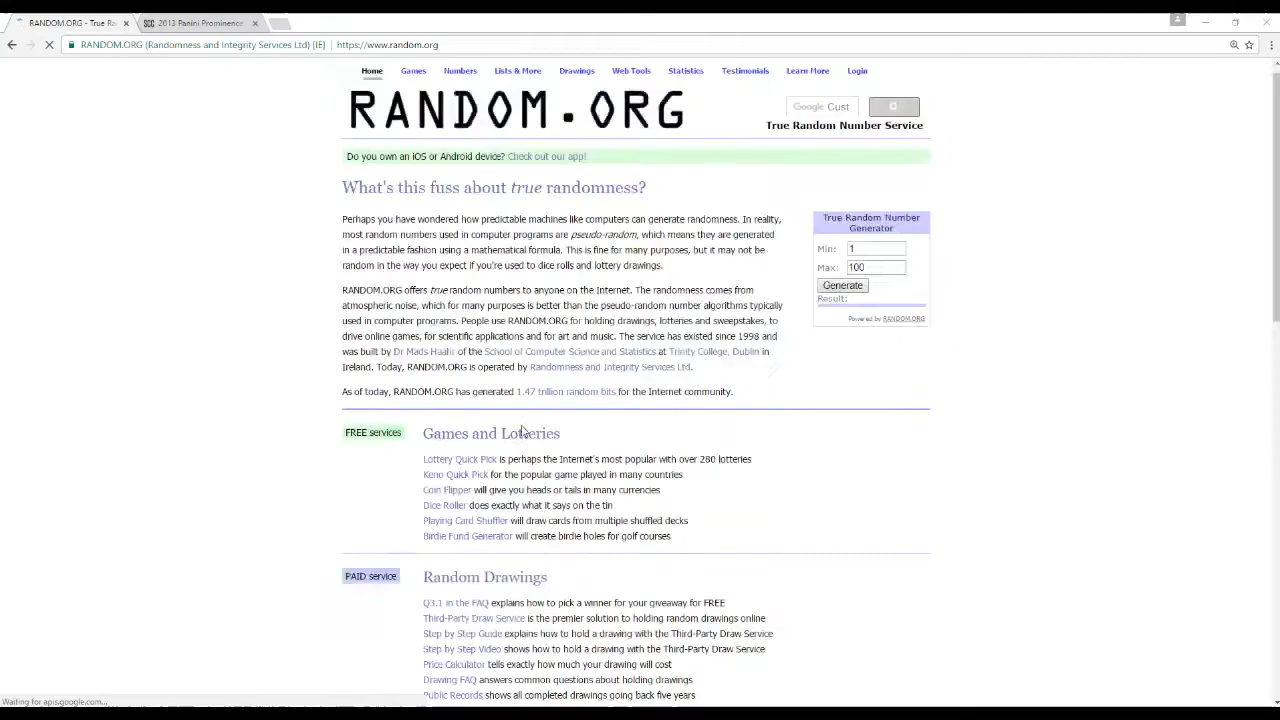 RANDOM.ORG - True Ra
2013 Panini Prominence
RANDOM.ORG (Randomness and Integrity Services Ltd) [IE] https://www.random.org
Home Games Numbers Lists & More Drawings Web Tools Statistics Testimonials Learn More Login
RANDOM.ORG
Google Cust
True Random Number Service
Do you own an iOS or Android device? Check out our app!
What's this fuss about true randomness?
Perhaps you have wondered how predictable machines like computers can generate randomness. In reality,
most random numbers used in computer programs are pseudo-random, which means they are generated
in a predictable fashion using a mathematical formula. This is fine for many purposes, but it may not be
random in the way you expect if you're used to dice rolls and lottery drawings.
RANDOM.ORG offers true random numbers to anyone on the Internet. The randomness comes from
atmospheric noise, which for many purposes is better than the pseudo-random number algorithms typically
used in computer programs. People use RANDOM.ORG for holding drawings, lotteries and sweepstakes, to
drive online games, for scientific applications and for art and music. The service has existed since 1998 and
was built by Dr Mads Haahr of the School of Computer Science and Statistics at Trinity College, Dublin in
Ireland. Today, RANDOM.ORG is operated by Randomness and Integrity Services Ltd.
As of today, RANDOM.ORG has generated 1.47 trillion random bits for the Internet community.
True Random Number
Generator
Min: 1
Max: 100
Generate
Result:
Powered by RANDOM.ORG
FREE services
Games and Lotteries
Lottery Quick Pick is perhaps the Internet's most popular with over 280 lotteries
Keno Quick Pick for the popular game played in many countries
Coin Flipper will give you heads or tails in many currencies
Dice Roller does exactly what it says on the tin
Playing Card Shuffler will draw cards from multiple shuffled decks
Birdie Fund Generator will create birdie holes for golf courses
PAID service
Random Drawings
Q3.1 in the FAQ explains how to pick a winner for your giveaway for FREE
Third-Party Draw Service is the premier solution to holding random drawings online
Step by Step Guide explains how to hold a drawing with the Third-Party Draw Service
Step by Step Video shows how to hold a drawing with the Third-Party Draw Service
Price Calculator tells exactly how much your drawing will cost
Drawing FAQ answers common questions about holding drawings
Public Records shows all completed drawings going back five years
Waiting for apis.google.com...